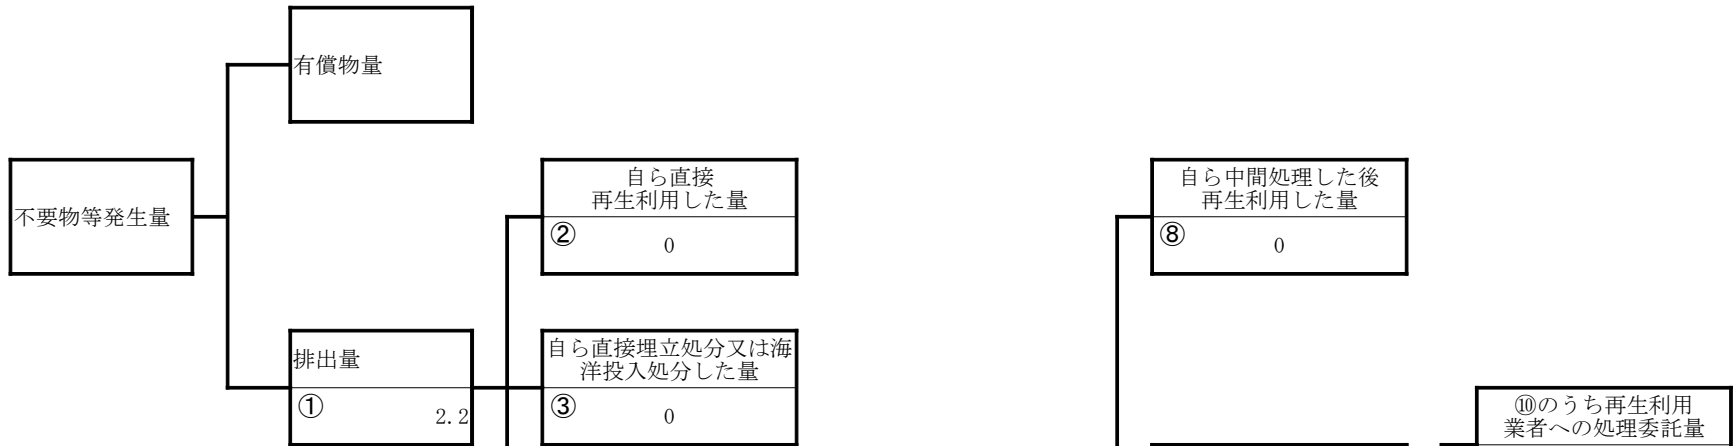 有償物量
不要物等発生量
自ら直接
再生利用した量
②
0
自ら中間処理した後
再生利用した量
⑧
0
排出量
①
2.2
自ら直接埋立処分又は海
洋投入処分した量
③
0
⑩のうち再生利用
業者への処理委託量